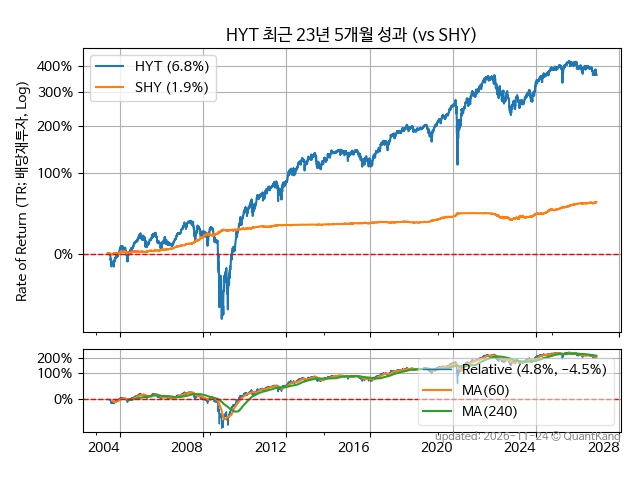 HYT 최근 23년 5개월 성과 (vs SHY)
Rate of Return (TR; 배당재투자, Log)
400%
300%
200%
100%
0%
HYT (6.8%)
SHY (1.9%)
200%
100%
0%
Relative (4.8%, −4.5%)
MA(60)
MA(240)
updated: 2026-11-24 © QuantKang
2004
2008
2012
2016
2020
2024
2028